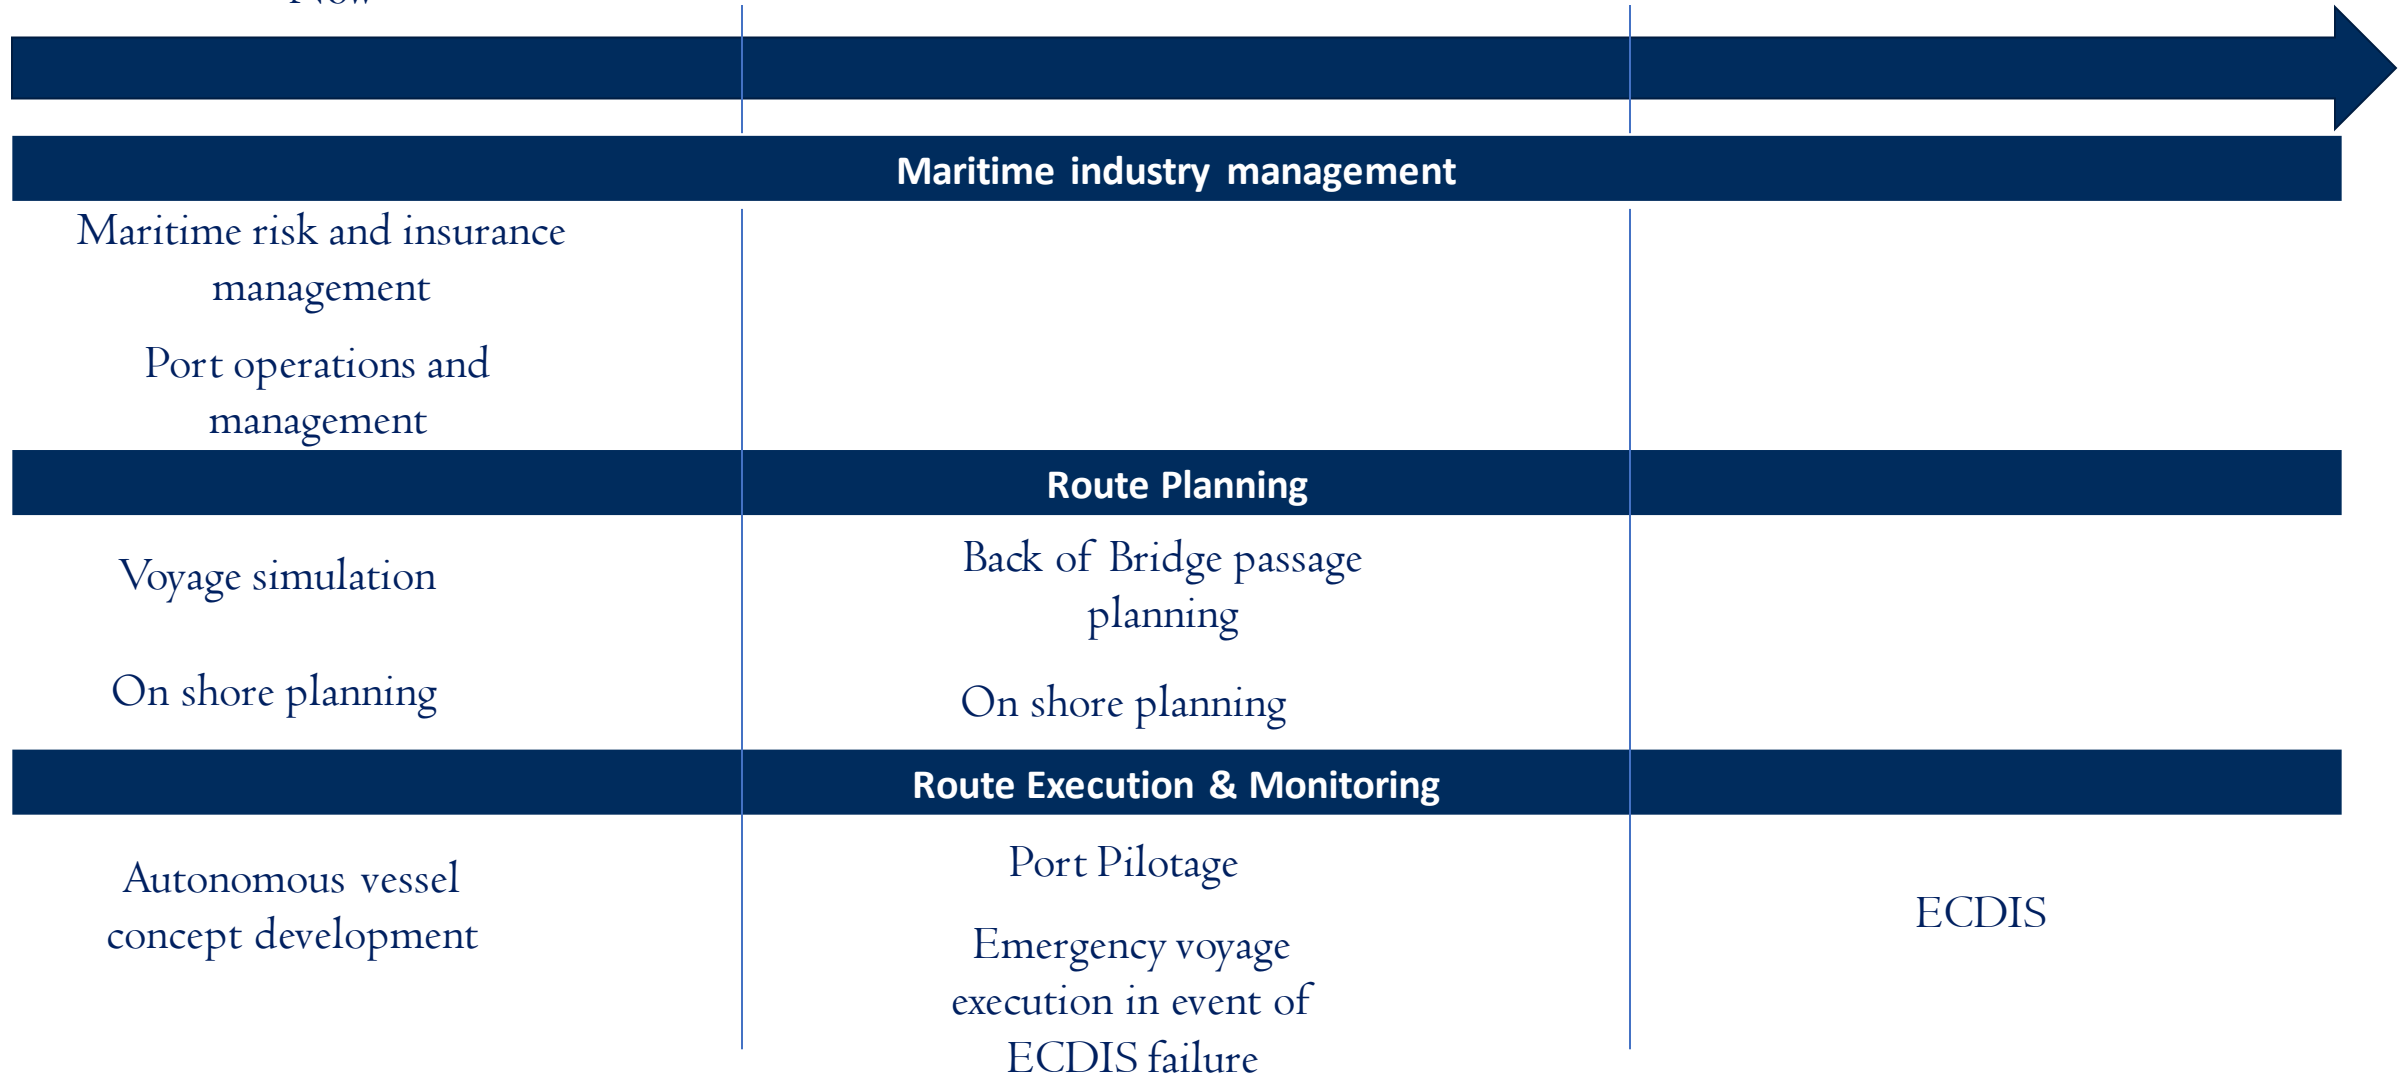 Now
Maritime industry management
Maritime risk and insurance
management
Port operations and
management
Route Planning
Voyage simulation
On shore planning
Back of Bridge passage
planning
On shore planning
Route Execution & Monitoring
Autonomous vessel
concept development
Port Pilotage
Emergency voyage
execution in event of
ECDIS failure
ECDIS